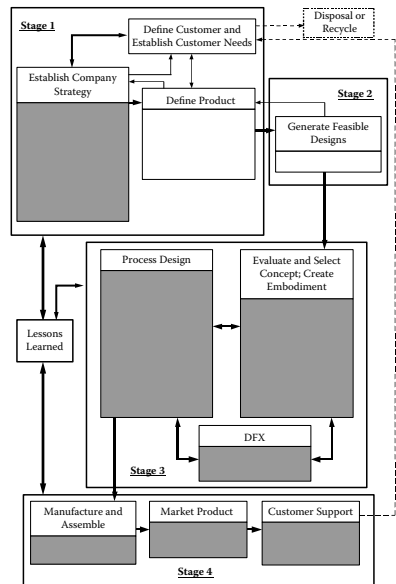 Stage 1
Define Customer and
Establish Customer Needs
Disposal or
Recycle
Establish Company
Strategy
Define Product
Stage 2
Generate Feasible
Designs
Process Design
Evaluate and Select
Concept; Create
Embodiment
Lessons
Learned
DFX
Stage 3
Manufacture and
Assemble
Market Product
Customer Support
Stage 4